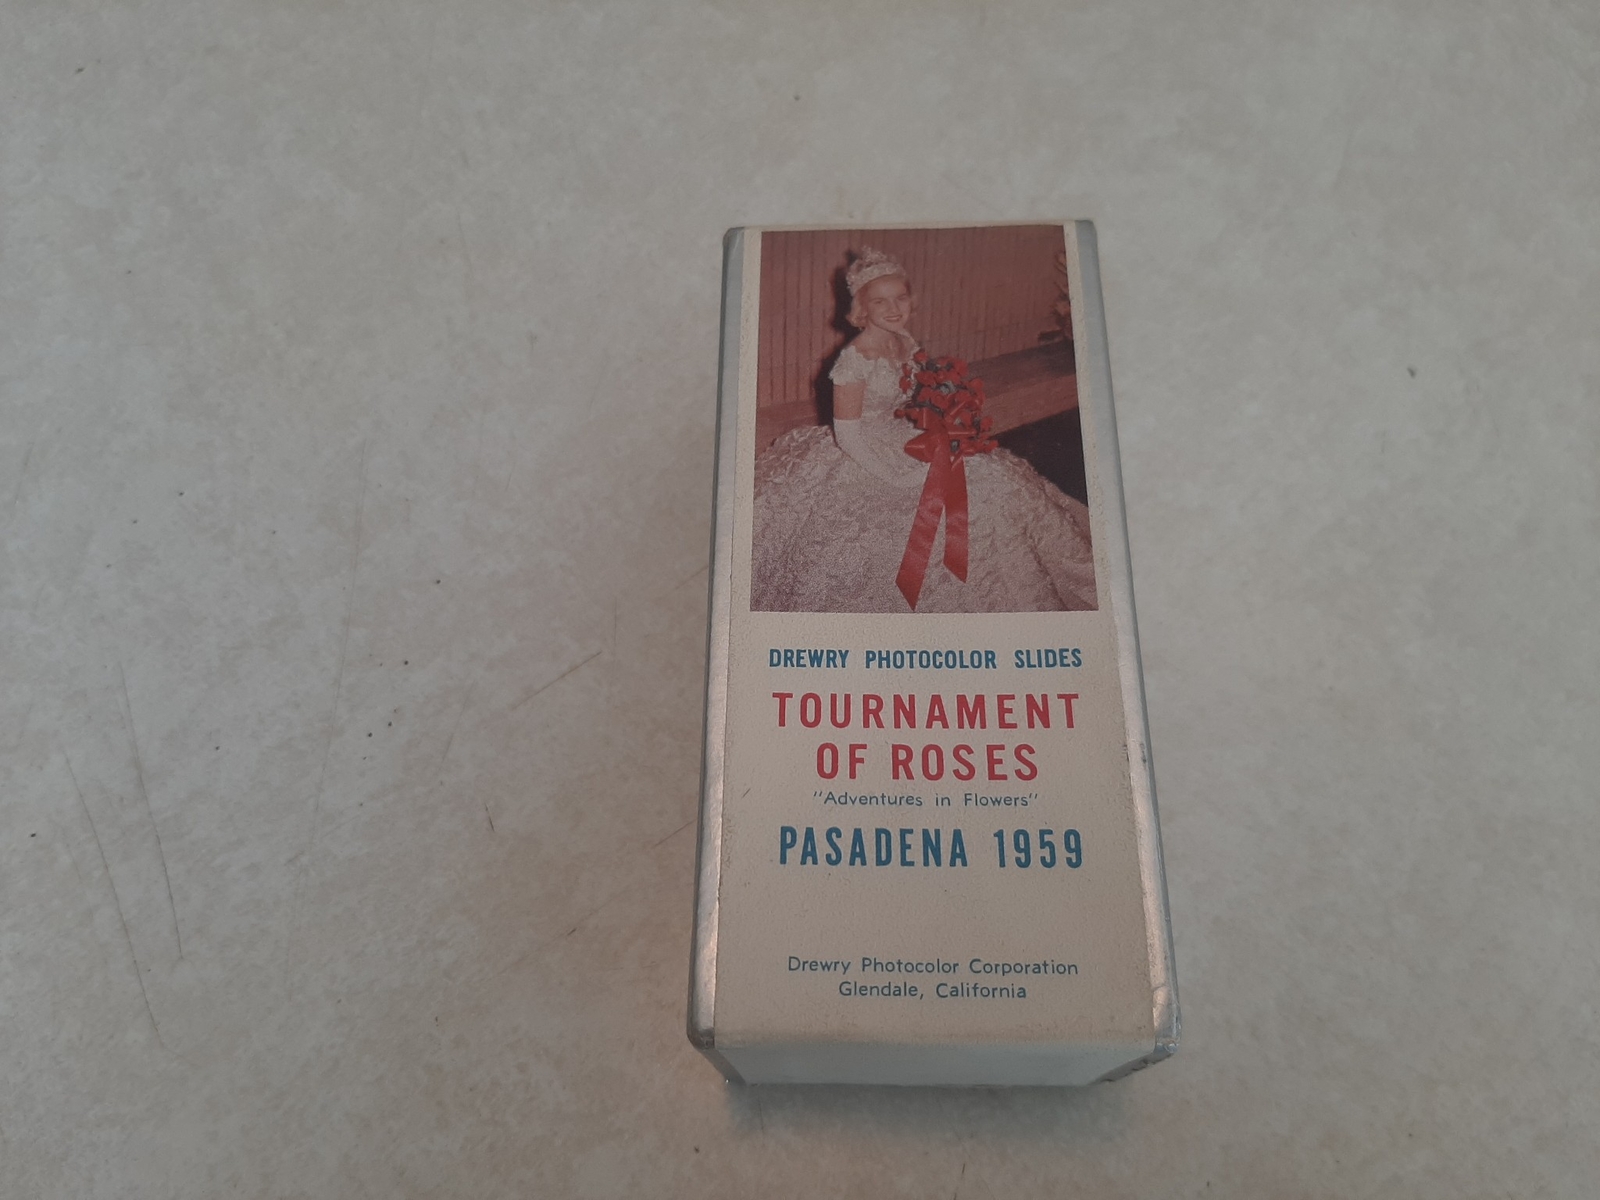 DREWRY PHOTOCOLOR SLIDES
TOURNAMENT
OF ROSES
"Adventures in Flowers"
PASADENA 1959
Drewry Photocolor Corporation
Glendale, California